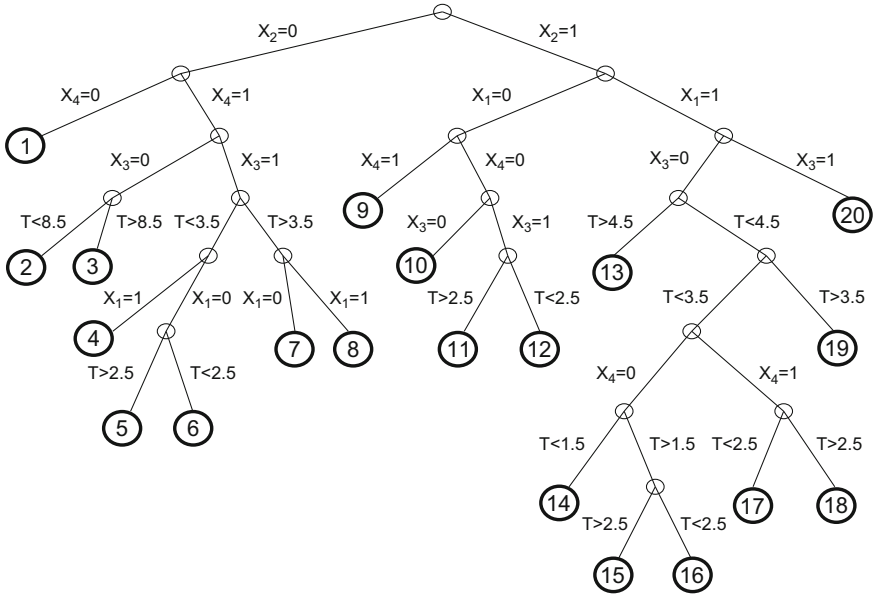 X2=0 X2=1
X4=0 X4=1 X1=0 X1=1
1 X3=0 X3=1 X4=1 X4=0 X3=0 X3=1
T<8.5 T>8.5 T<3.5 T>3.5 9 X3=0 X3=1 T>4.5 T<4.5 20
2 3 10 13
X1=1 X1=0 X1=0 X1=1 T>2.5 T<2.5 T<3.5 T>3.5
4 7 8 11 12 19
T>2.5 T<2.5 X4=0 X4=1
5 6
T<1.5 T>1.5 T<2.5 T>2.5
14 17 18
T>2.5 T<2.5
15 16